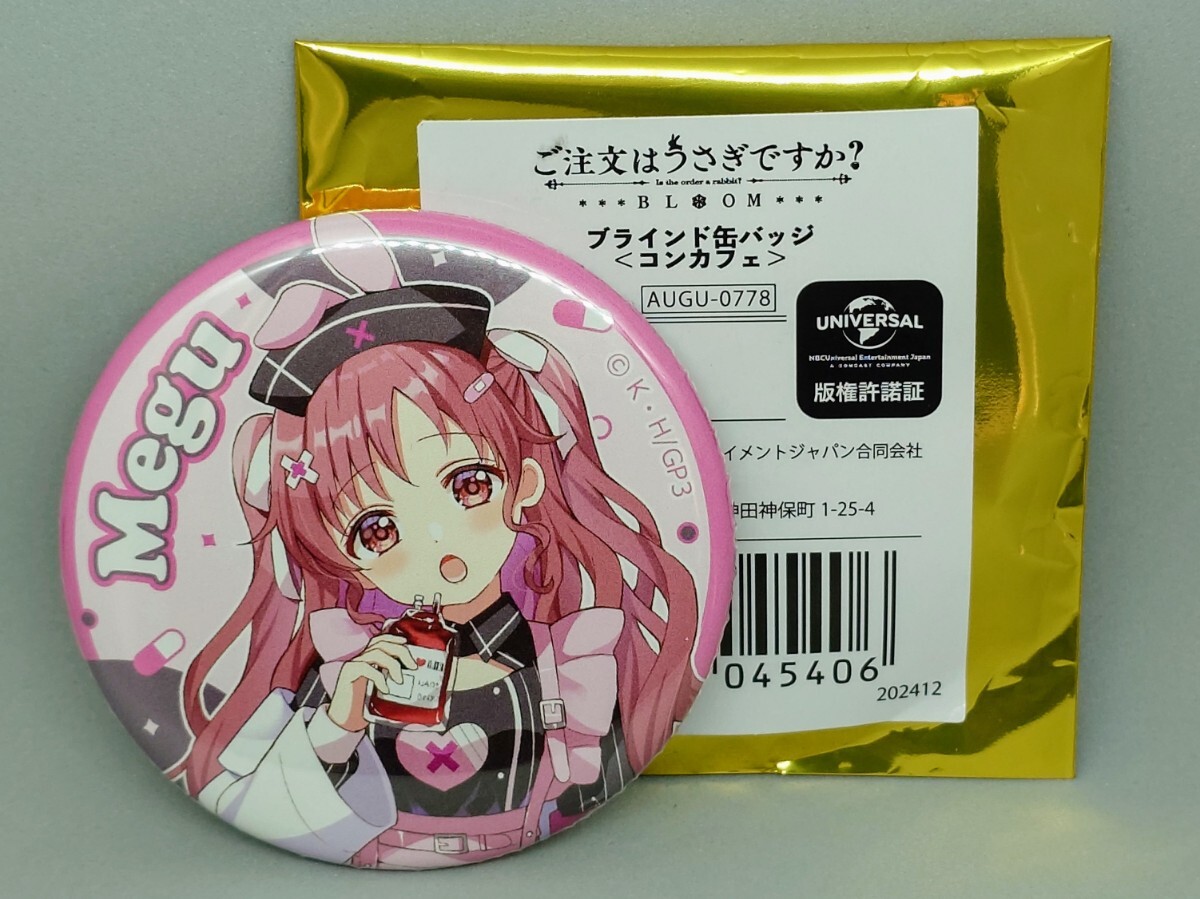 Megu
© K・H/GP3
ご注文はうさぎですか?
Is the order a rabbit?
***BLOOM***
ブラインド缶バッジ
<コンカフェ>
AUGU-0778
UNIVERSAL
NBCUniversal Entertainment Japan
A COMCAST COMPANY
版権許諾証
イメントジャパン合同会社
神田神保町 1-25-4
045406
202412